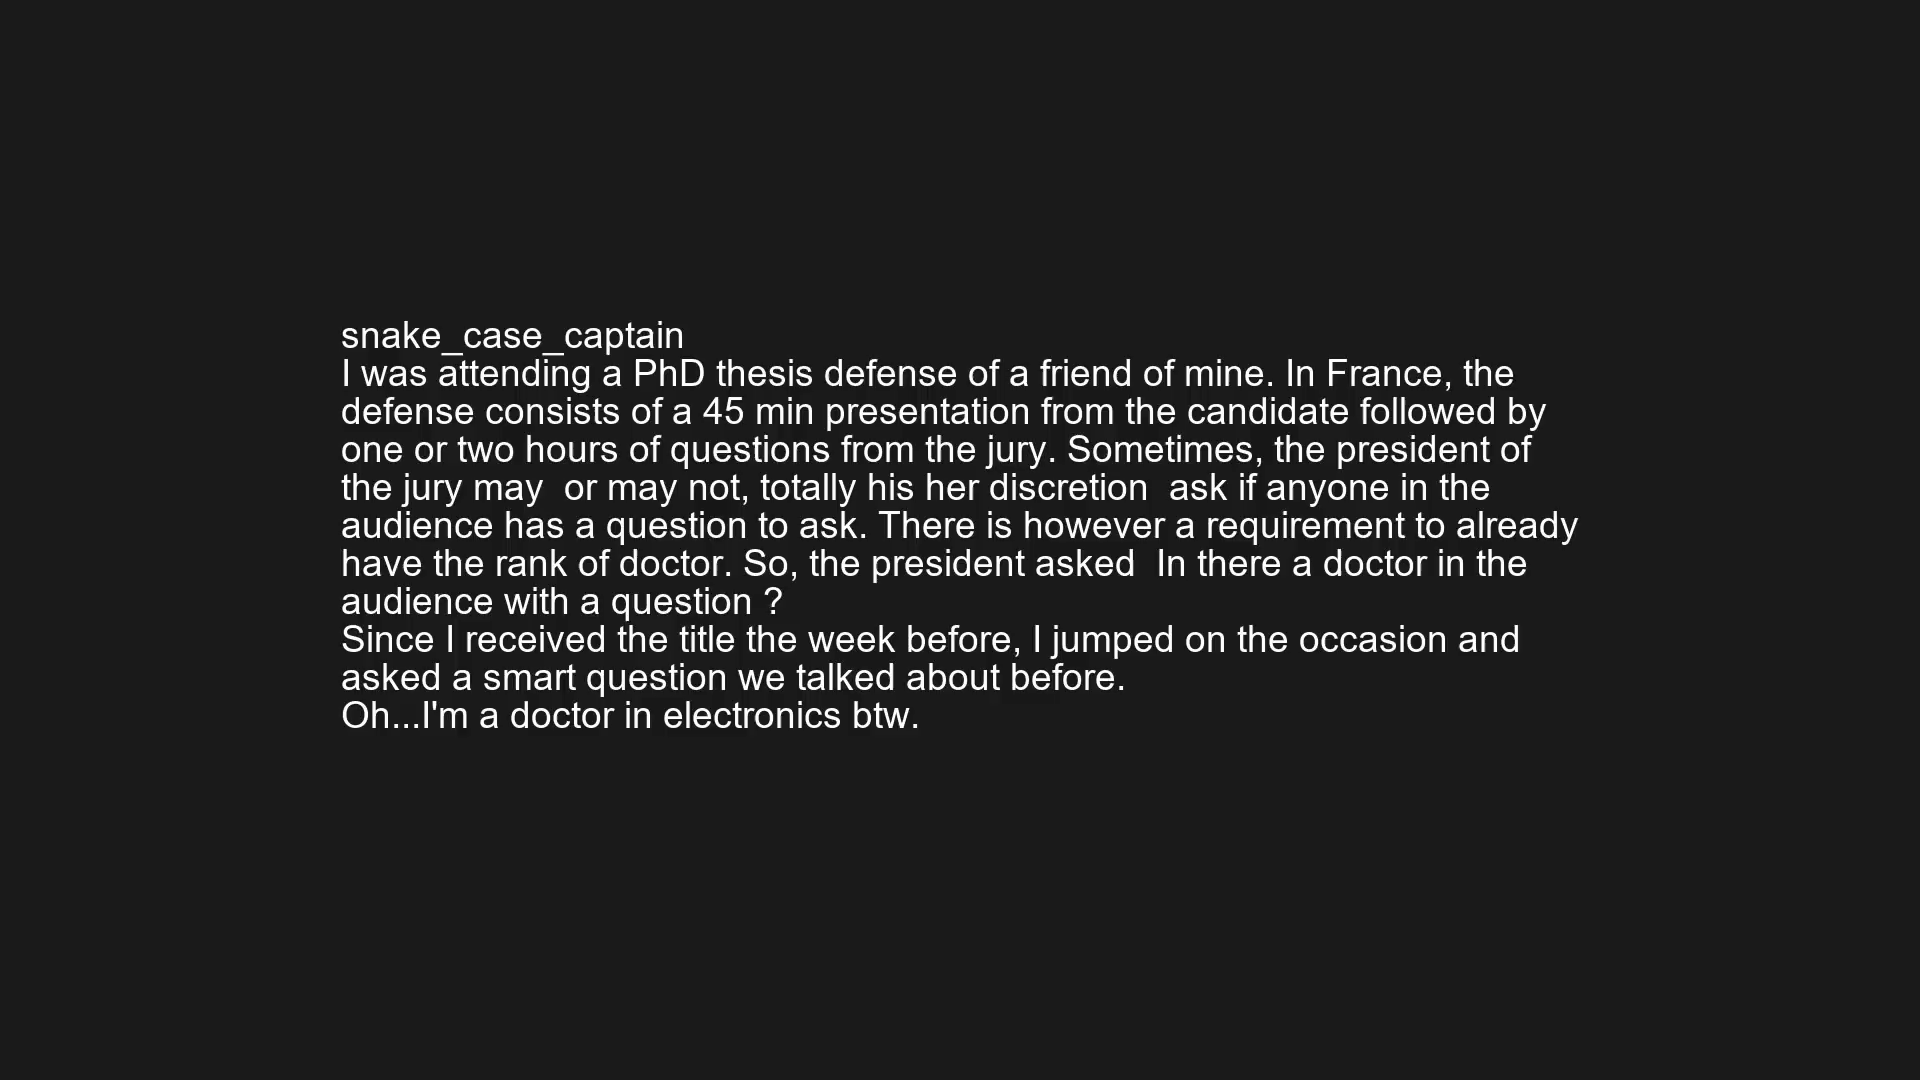 snake_case_captain
I was attending a PhD thesis defense of a friend of mine. In France, the
defense consists of a 45 min presentation from the candidate followed by
one or two hours of questions from the jury. Sometimes, the president of
the jury may  or may not, totally his her discretion  ask if anyone in the
audience has a question to ask. There is however a requirement to already
have the rank of doctor. So, the president asked  In there a doctor in the
audience with a question ?
Since I received the title the week before, I jumped on the occasion and
asked a smart question we talked about before.
Oh...I'm a doctor in electronics btw.